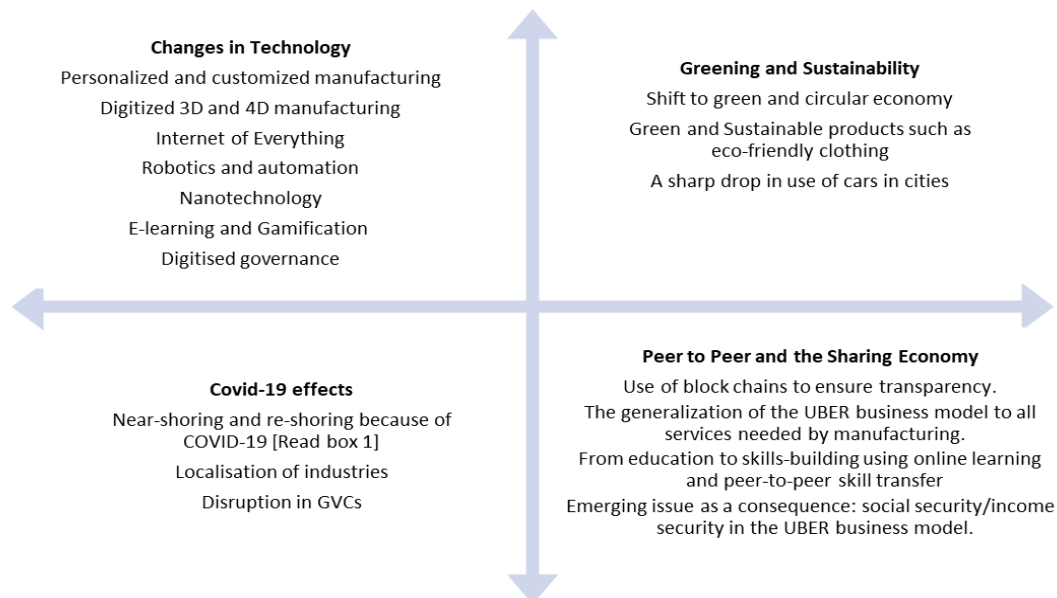 Changes in Technology
Personalized and customized manufacturing
Digitized 3D and 4D manufacturing
Internet of Everything
Robotics and automation
Nanotechnology
E-learning and Gamification
Digitised governance
Greening and Sustainability
Shift to green and circular economy
Green and Sustainable products such as
eco-friendly clothing
A sharp drop in use of cars in cities
Covid-19 effects
Near-shoring and re-shoring because of
COVID-19 [Read box 1]
Localisation of industries
Disruption in GVCs
Peer to Peer and the Sharing Economy
Use of block chains to ensure transparency.
The generalization of the UBER business model to all
services needed by manufacturing.
From education to skills-building using online learning
and peer-to-peer skill transfer
Emerging issue as a consequence: social security/income
security in the UBER business model.